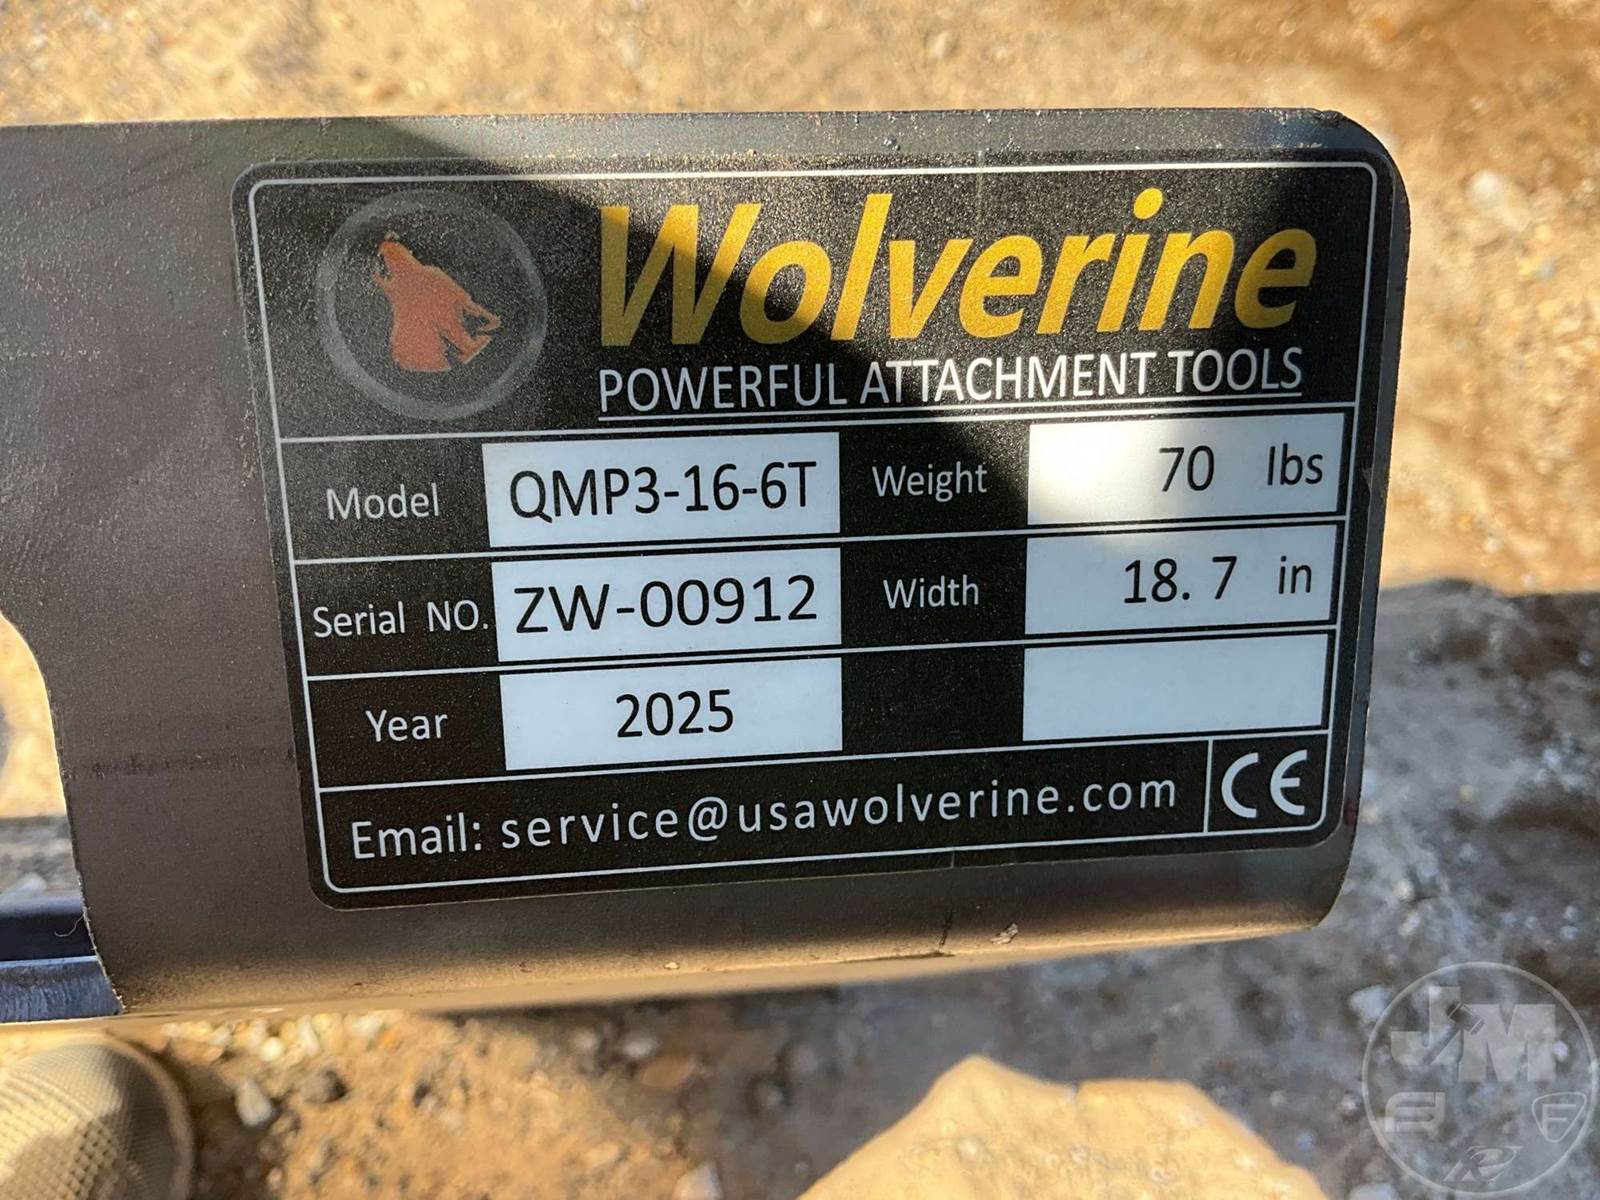 Wolverine
POWERFUL ATTACHMENT TOOLS
Model QMP3-16-6T Weight 70 lbs
Serial NO. ZW-00912 Width 18.7 in
Year 2025
Email: service@usawolverine.com CE
J M